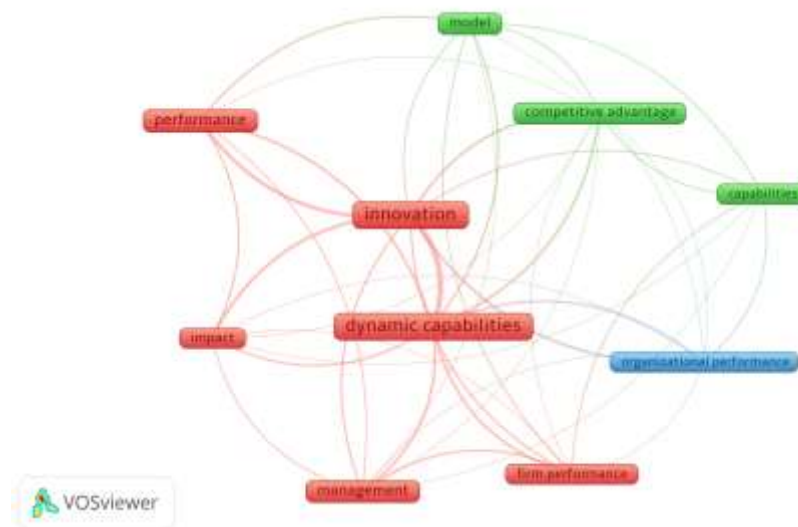 model
competitive advantage
performance
capabilities
innovation
dynamic capabilities
impact
organizational performance
firm performance
management
VOSviewer